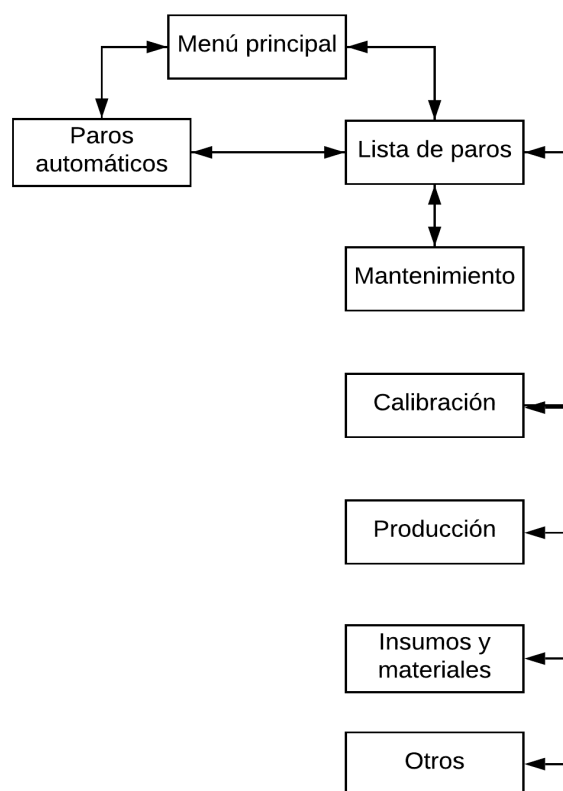 Menú principal
Paros
automáticos
Lista de paros
Mantenimiento
Calibración
Producción
Insumos y
materiales
Otros